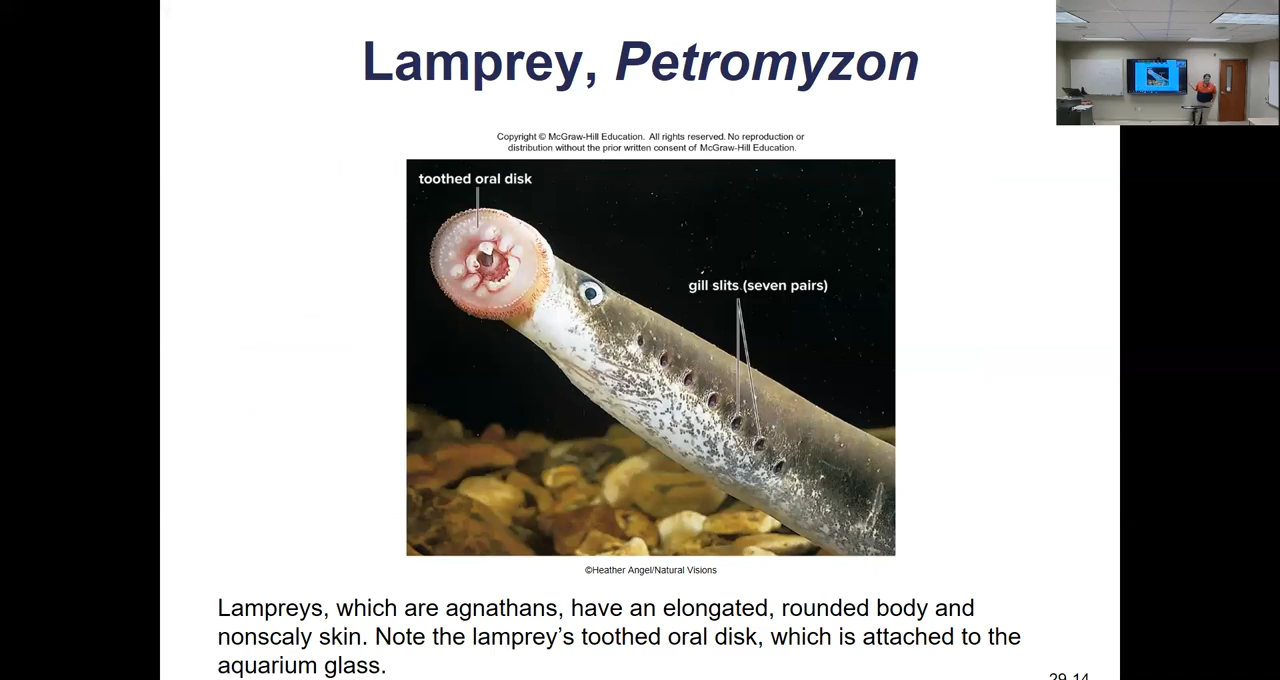 Lamprey, Petromyzon
Copyright © McGraw-Hill Education. All rights reserved. No reproduction or
distribution without the prior written consent of McGraw-Hill Education.
toothed oral disk
gill slits (seven pairs)
©Heather Angel/Natural Visions
Lampreys, which are agnathans, have an elongated, rounded body and
nonscaly skin. Note the lamprey’s toothed oral disk, which is attached to the
aquarium glass.
29-14